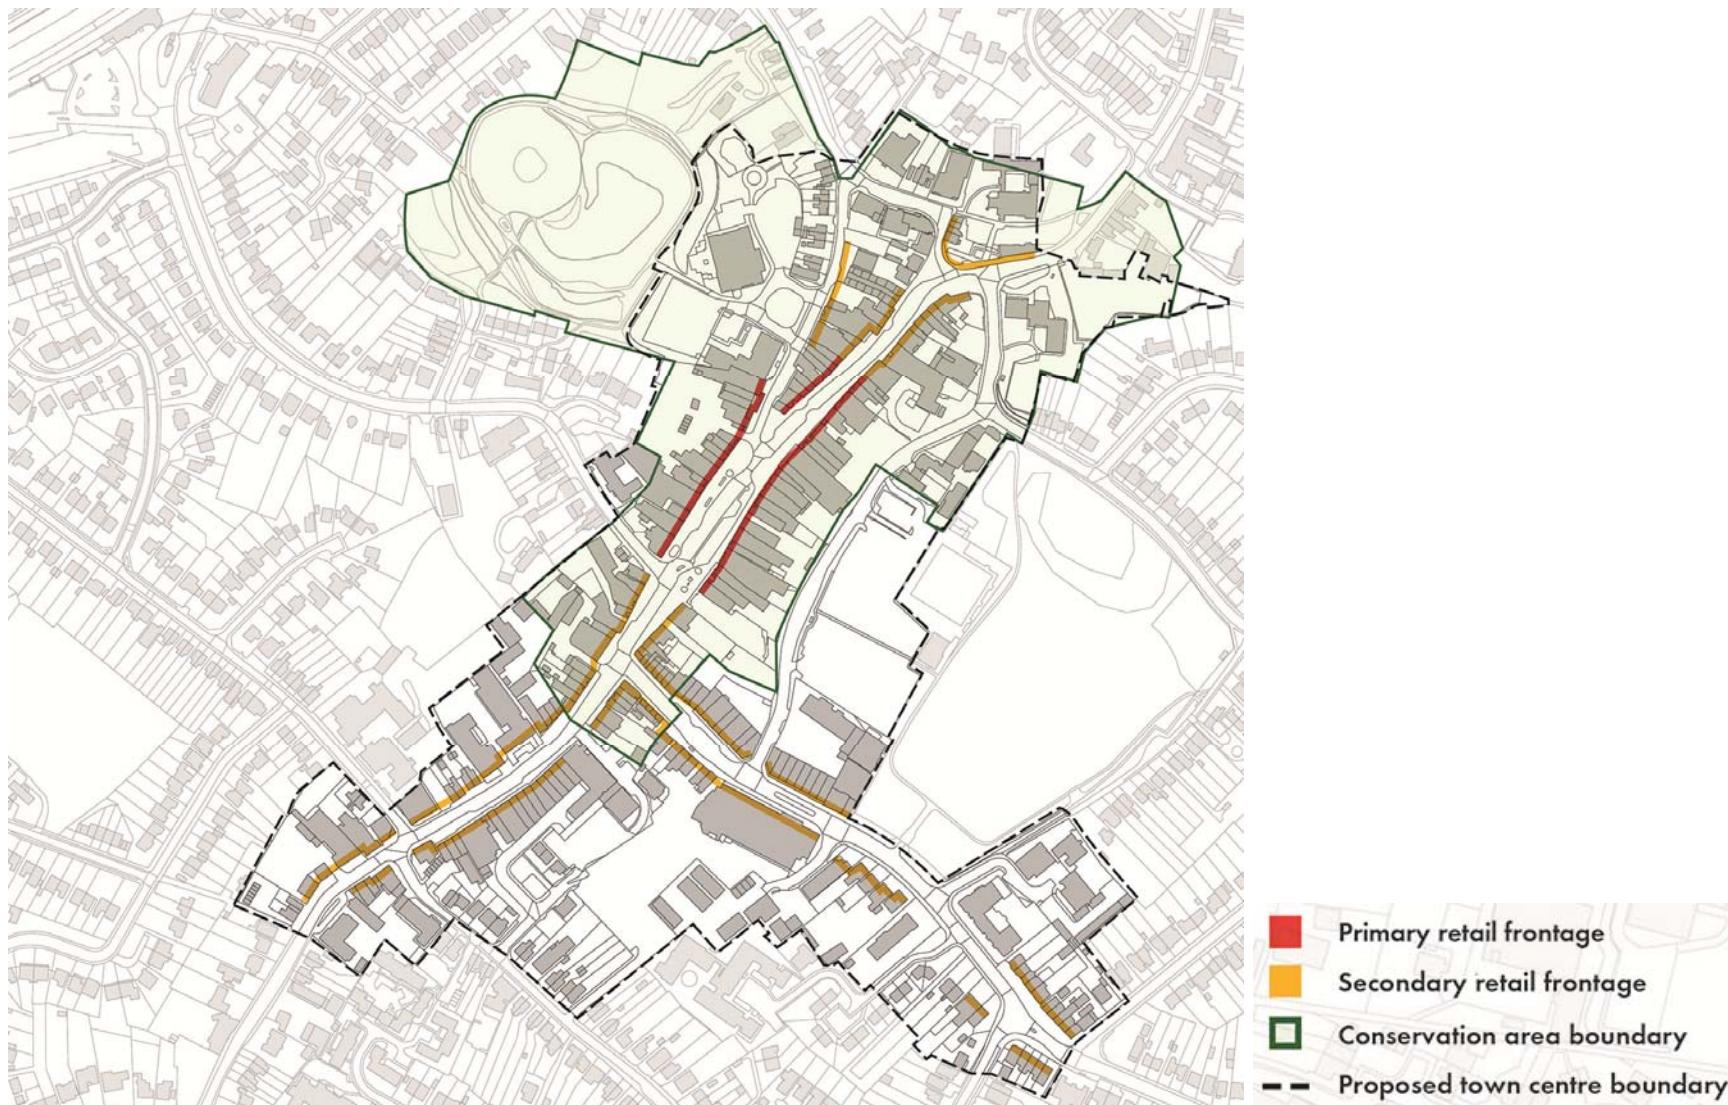 Primary retail frontage
Secondary retail frontage
Conservation area boundary
Proposed town centre boundary